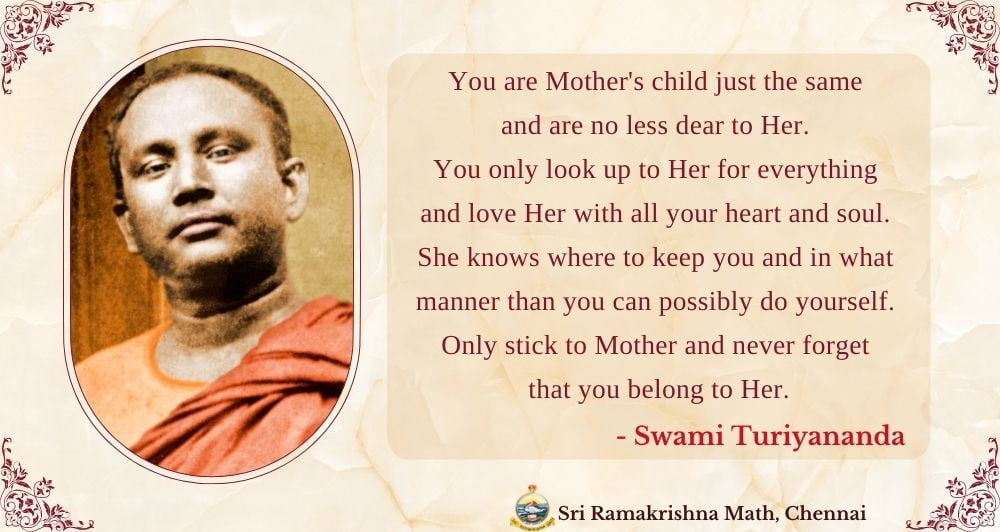 You are Mother's child just the same
and are no less dear to Her.
You only look up to Her for everything
and love Her with all your heart and soul.
She knows where to keep you and in what
manner than you can possibly do yourself.
Only stick to Mother and never forget
that you belong to Her.
- Swami Turiyananda
Sri Ramakrishna Math, Chennai